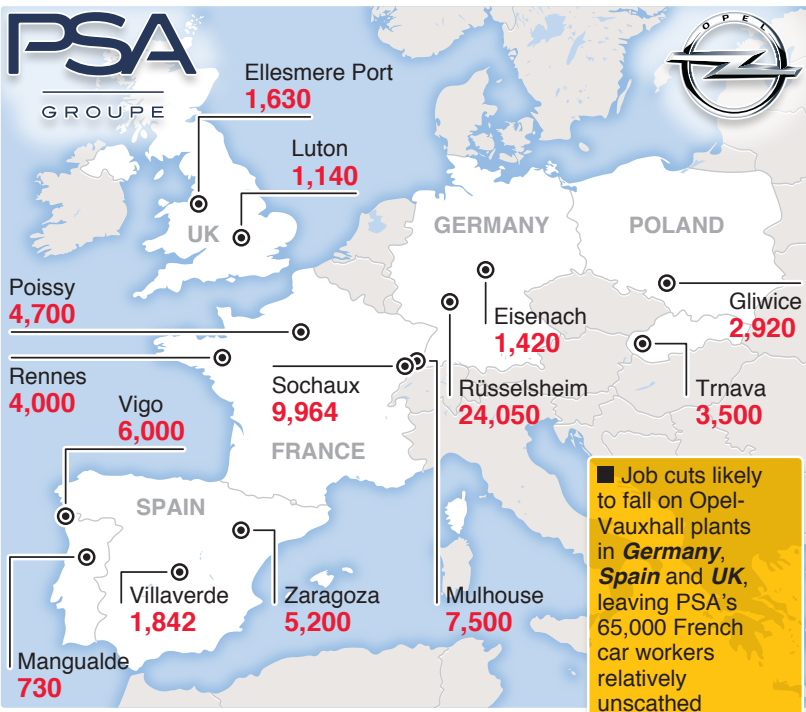 PSA
GROUPE
OPEL
Ellesmere Port
1,630
Luton
1,140
UK
GERMANY
POLAND
Poissy
4,700
Eisenach
1,420
Gliwice
2,920
Rennes
4,000
Sochaux
9,964
Rüsselsheim
24,050
Trnava
3,500
Vigo
6,000
FRANCE
SPAIN
Villaverde
1,842
Zaragoza
5,200
Mulhouse
7,500
Mangualde
730
■ Job cuts likely
to fall on Opel-
Vauxhall plants
in Germany,
Spain and UK,
leaving PSA's
65,000 French
car workers
relatively
unscathed